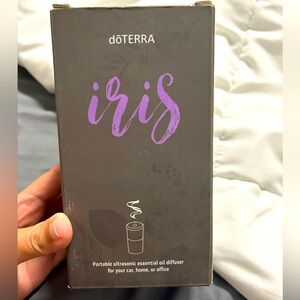 dōTERRA
iris
Portable ultrasonic essential oil diffuser
for your car, home, or office